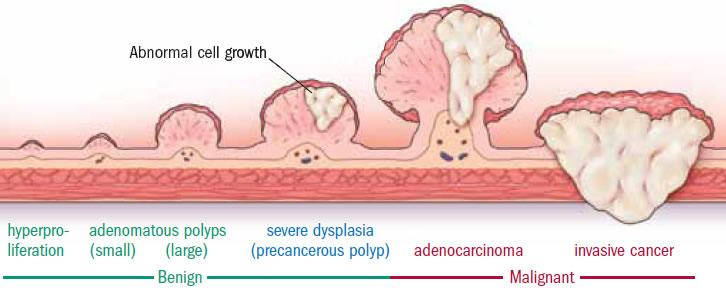 Abnormal cell growth
hyperpro- adenomatous polyps severe dysplasia
liferation (small) (large) (precancerous polyp) adenocarcinoma invasive cancer
Benign Malignant